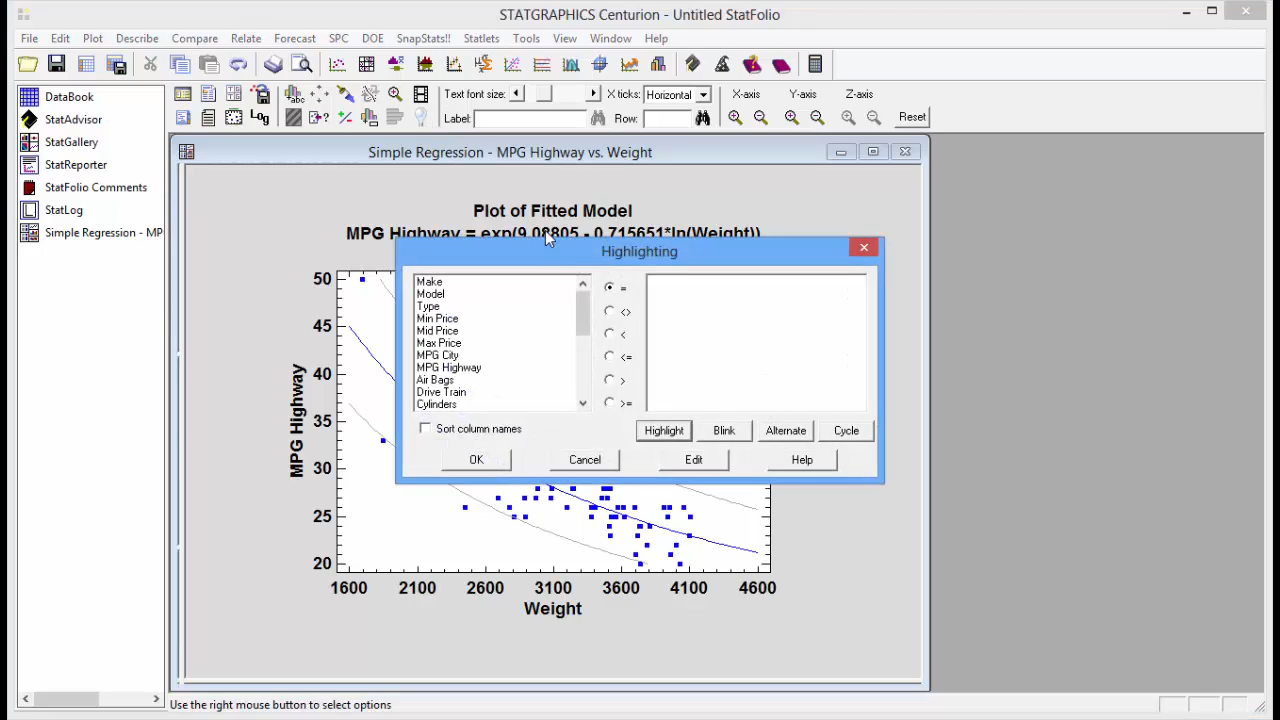 STATGRAPHICS Centurion - Untitled StatFolio
File Edit Plot Describe Compare Relate Forecast SPC DOE SnapStats!! Statlets Tools View Window Help
Text font size: X ticks: Horizontal X-axis Y-axis Z-axis
Log Label: Row: Reset
DataBook
StatAdvisor
StatGallery
StatReporter
StatFolio Comments
StatLog
Simple Regression - MP
Simple Regression - MPG Highway vs. Weight
Plot of Fitted Model
MPG Highway = exp(9.08805 - 0.715651*ln(Weight))
Highlighting
Make
Model
Type
Min Price
Mid Price
Max Price
MPG City
MPG Highway
Air Bags
Drive Train
Cylinders
=
<>
<
<=
>
>=
Sort column names
Highlight Blink Alternate Cycle
OK Cancel Edit Help
MPG Highway
50
45
40
35
30
25
20
1600 2100 2600 3100 3600 4100 4600
Weight
Use the right mouse button to select options